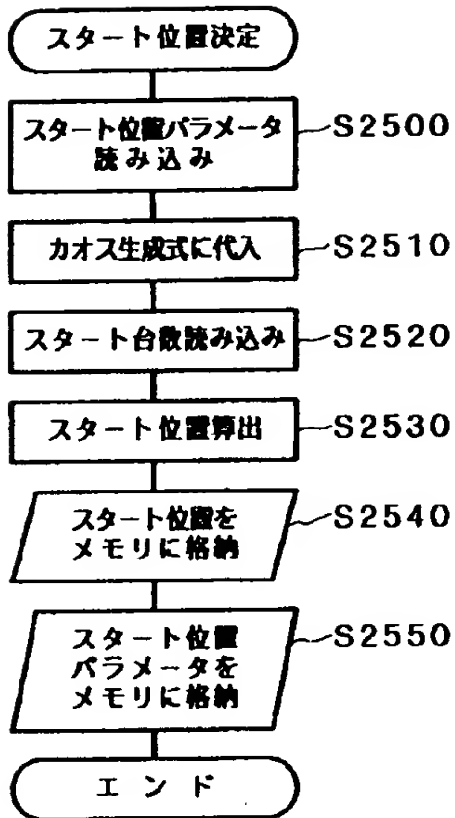 スタート位置決定
スタート位置パラメータ
読み込み
S2500
カオス生成式に代入
S2510
スタート台数読み込み
S2520
スタート位置算出
S2530
スタート位置を
メモリに格納
S2540
スタート位置
パラメータを
メモリに格納
S2550
エンド